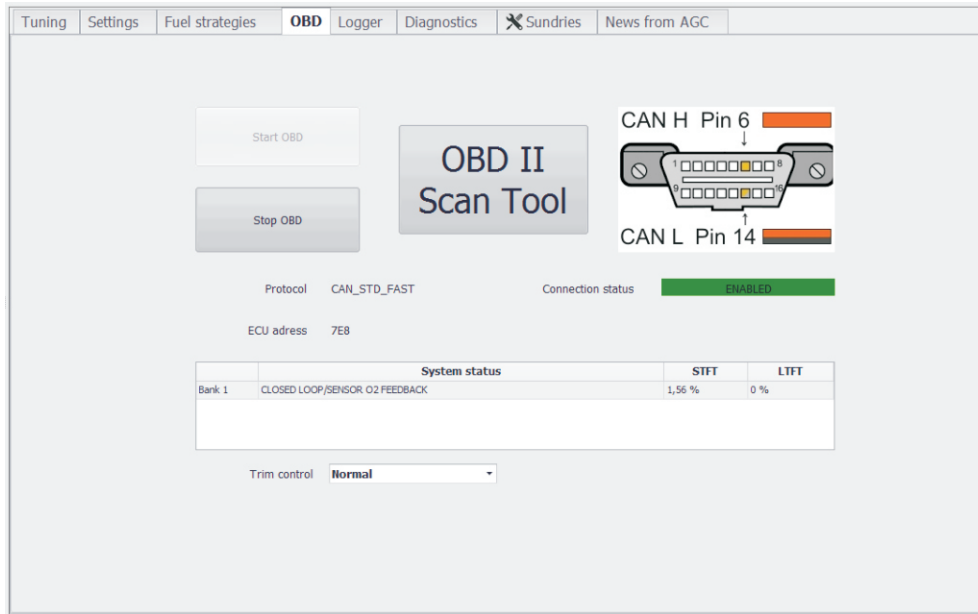 Tuning Settings Fuel strategies OBD Logger Diagnostics Sundries News from AGC
Start OBD
Stop OBD
OBD II
Scan Tool
CAN H Pin 6
1 8
9 16
CAN L Pin 14
Protocol CAN_STD_FAST Connection status ENABLED
ECU adress 7E8
System status STFT LTFT
Bank 1 CLOSED LOOP/SENSOR O2 FEEDBACK 1,56 % 0 %
Trim control Normal